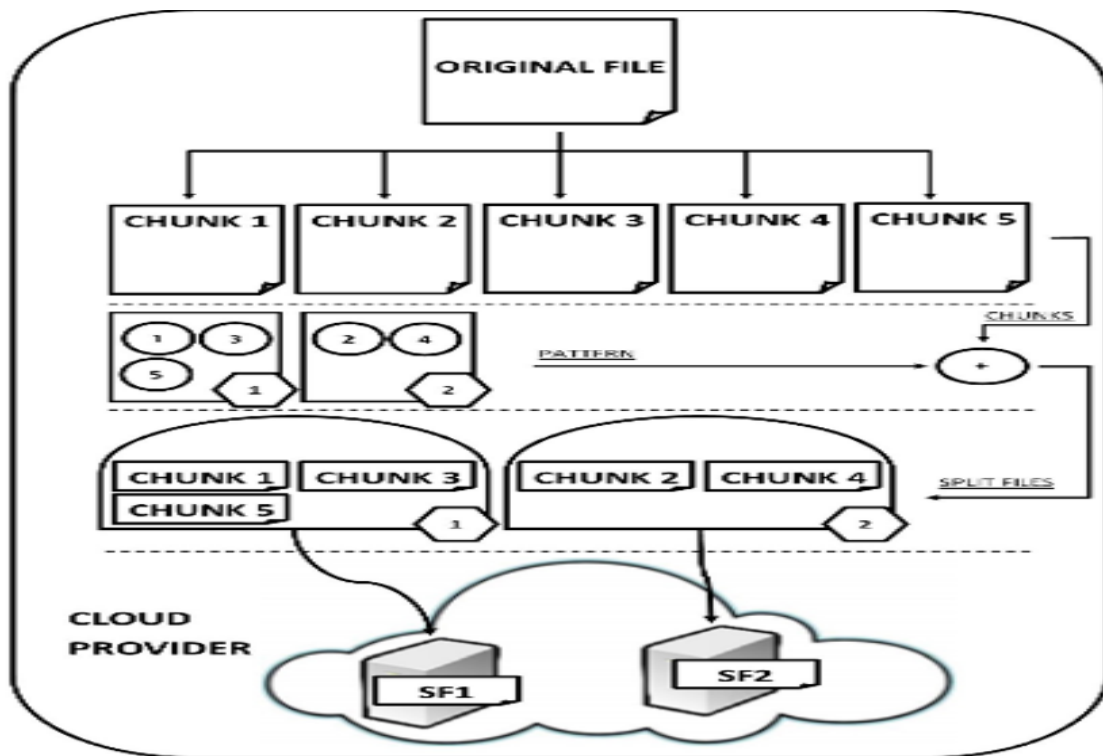 ORIGINAL FILE
CHUNK 1
CHUNK 2
CHUNK 3
CHUNK 4
CHUNK 5
CHUNKS
1
3
2
4
PATTERN
+
5
1
2
CHUNK 1
CHUNK 3
CHUNK 2
CHUNK 4
SPLIT FILES
CHUNK 5
1
2
CLOUD
PROVIDER
SF1
SF2